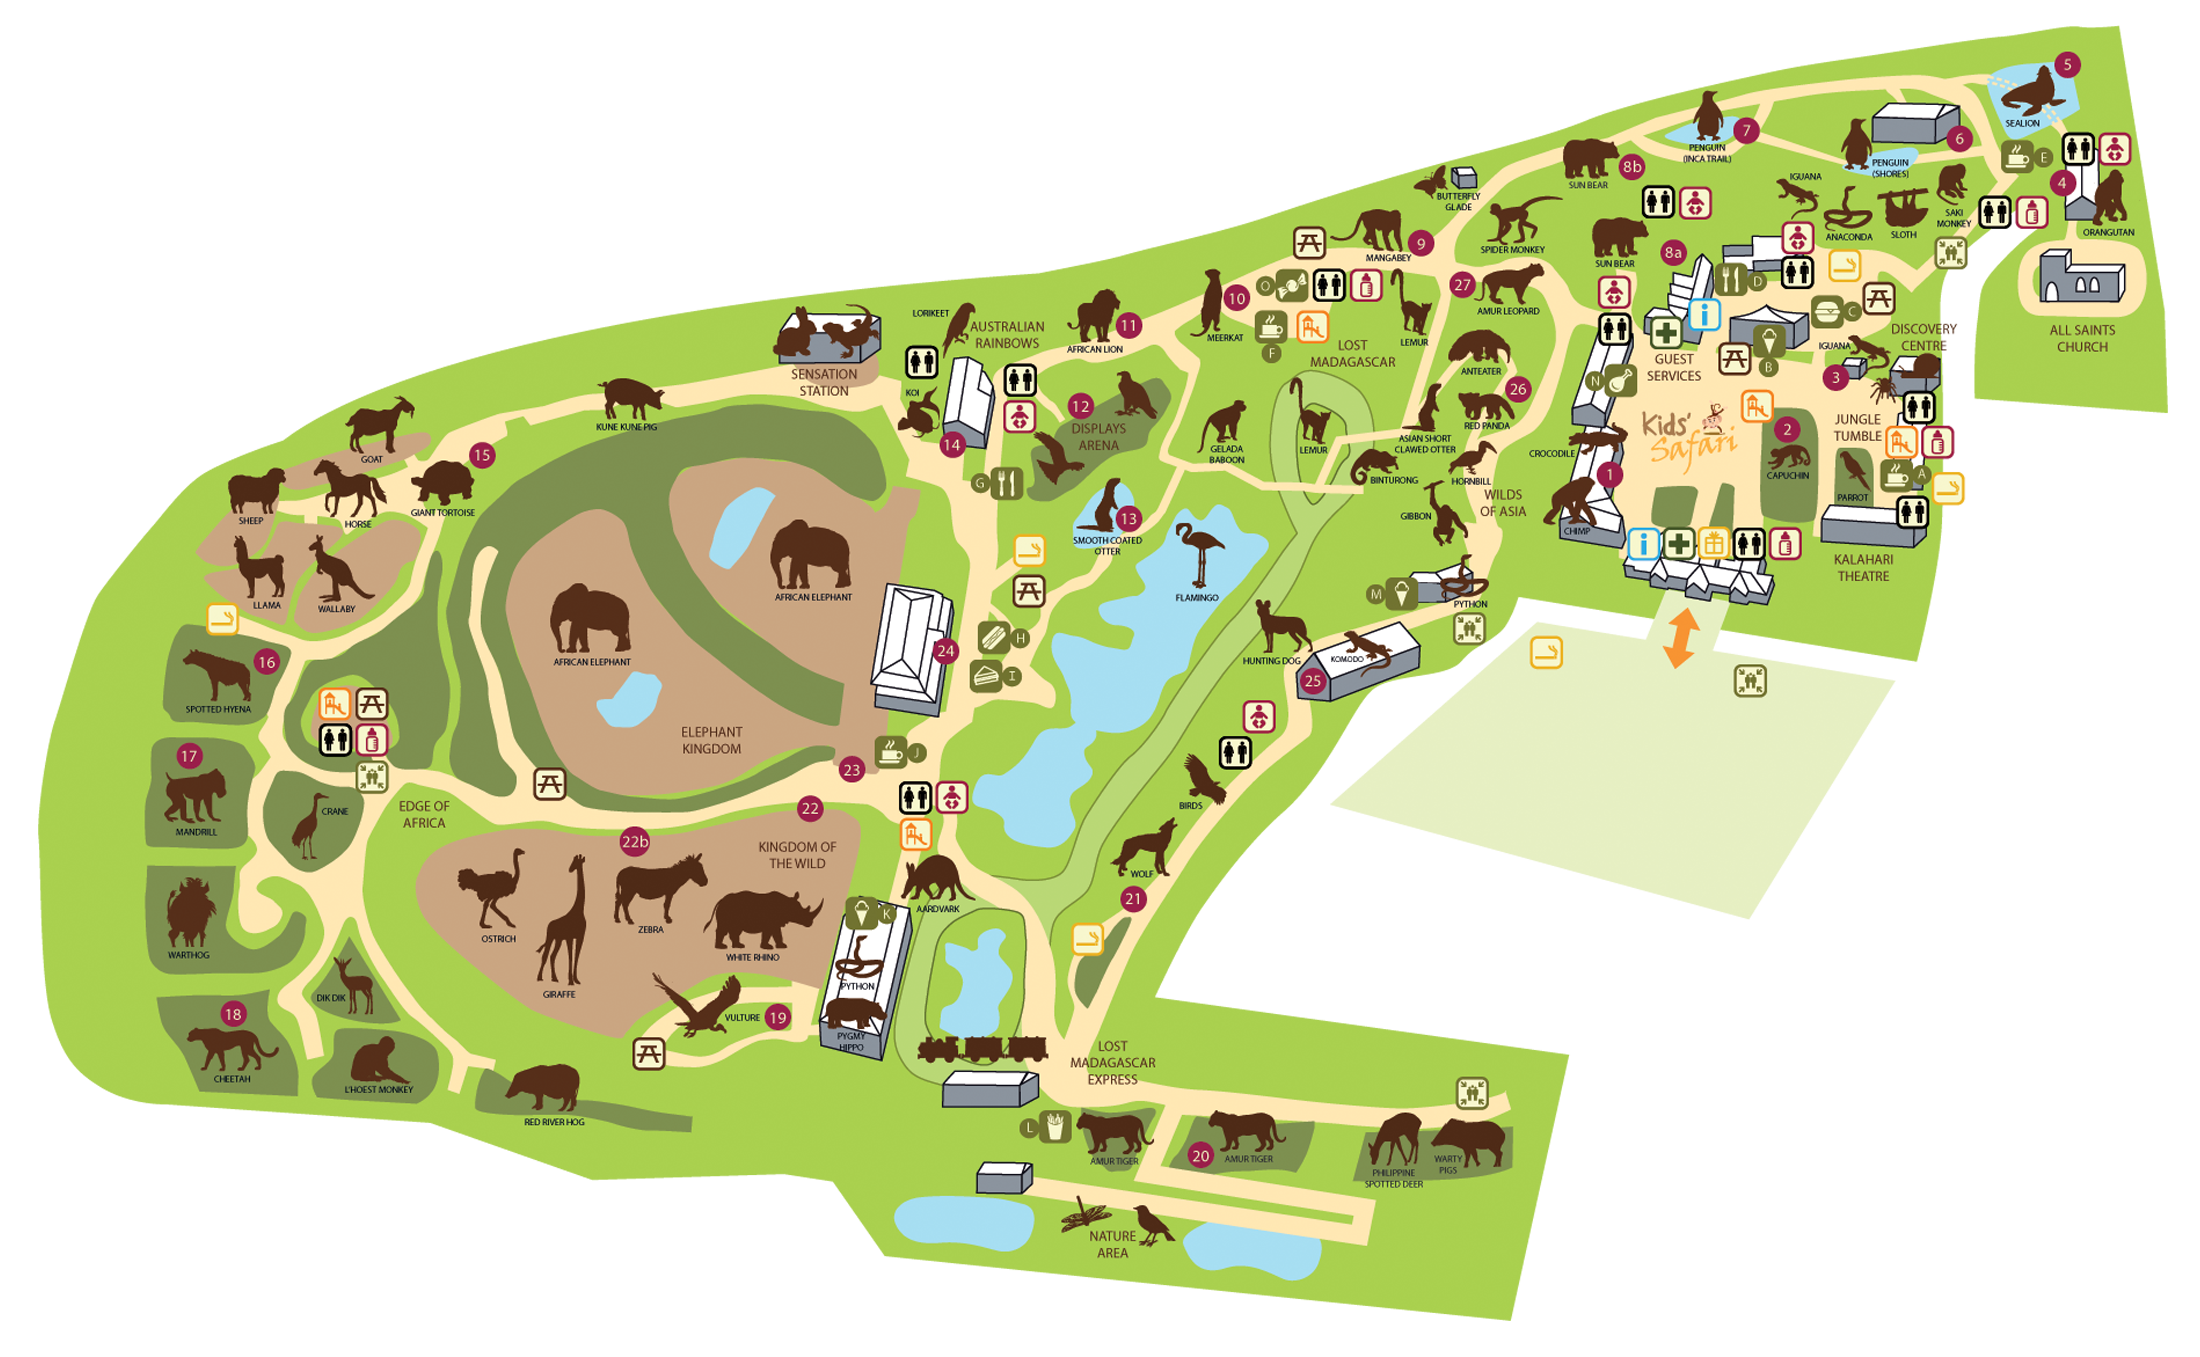 5
SEALION
7
PENGUIN
(INCA TRAIL)
6
PENGUIN
(SHORES)
E
4
ORANGUTAN
8b
SUN BEAR
IGUANA
ANACONDA
SLOTH
SAKI
MONKEY
BUTTERFLY
GLADE
SPIDER MONKEY
9
MANGABEY
SUN BEAR
8a
D
27
AMUR LEOPARD
i
C
ALL SAINTS
CHURCH
10
MEERKAT
O
F
LEMUR
LOST
MADAGASCAR
GUEST
SERVICES
B
DISCOVERY
CENTRE
IGUANA
3
LORIKEET
AUSTRALIAN
RAINBOWS
11
AFRICAN LION
SENSATION
STATION
KOI
14
12
DISPLAYS
ARENA
G
ANTEATER
26
RED PANDA
ASIAN SHORT
CLAWED OTTER
N
Kids'
Safari
2
CAPUCHIN
JUNGLE
TUMBLE
A
PARROT
KUNE KUNE PIG
GOAT
15
GIANT TORTOISE
SHEEP
HORSE
LLAMA
WALLABY
GELADA
BABOON
LEMUR
BINTURONG
HORNBILL
WILDS
OF ASIA
GIBBON
CROCODILE
1
CHIMP
i
KALAHARI
THEATRE
13
SMOOTH COATED
OTTER
FLAMINGO
AFRICAN ELEPHANT
AFRICAN ELEPHANT
24
H
I
M
PYTHON
HUNTING DOG
KOMODO
25
16
SPOTTED HYENA
ELEPHANT
KINGDOM
J
23
17
MANDRILL
CRANE
EDGE OF
AFRICA
22
22b
KINGDOM OF
THE WILD
BIRDS
WOLF
21
WARTHOG
OSTRICH
GIRAFFE
ZEBRA
WHITE RHINO
AARDVARK
K
PYTHON
PYGMY
HIPPO
VULTURE
19
DIK DIK
18
CHEETAH
L'HOEST MONKEY
RED RIVER HOG
LOST
MADAGASCAR
EXPRESS
L
AMUR TIGER
20
AMUR TIGER
PHILIPPINE
SPOTTED DEER
WARTY
PIGS
NATURE
AREA